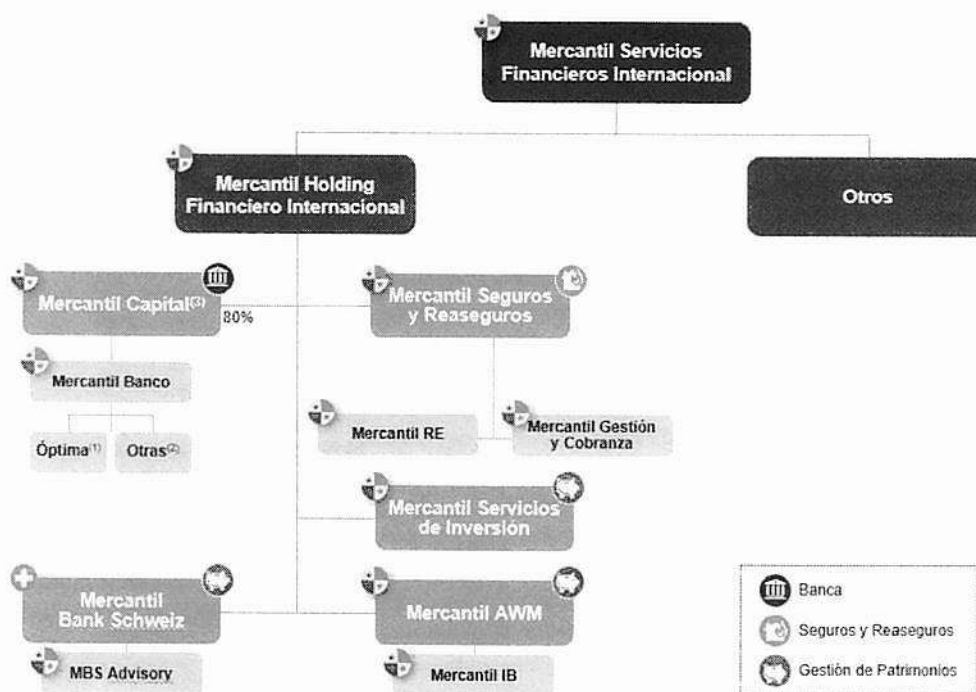 Mercantil Servicios
Financieros Internacional
Mercantil Holding
Financiero Internacional
Otros
Mercantil Capital(3)
80%
Mercantil Seguros
y Reaseguros
Mercantil Banco
Óptima(1)
Otras(2)
Mercantil RE
Mercantil Gestión
y Cobranza
Mercantil Servicios
de Inversión
Mercantil
Bank Schweiz
Mercantil AWM
MBS Advisory
Mercantil IB
Banca
Seguros y Reaseguros
Gestión de Patrimonios